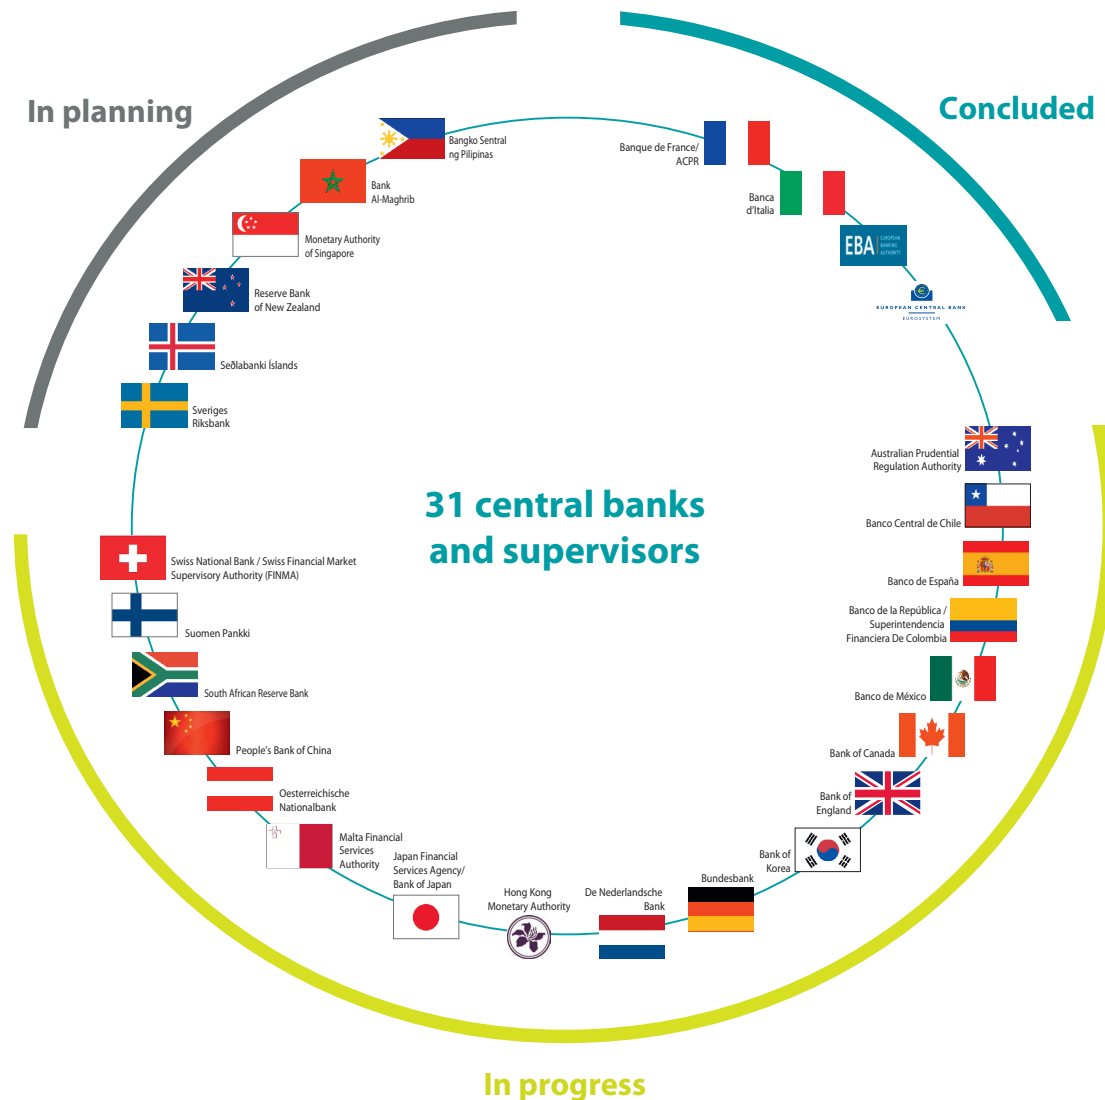 In planning
Concluded
Bangko Sentral
ng Pilipinas
Bank
Al-Maghrib
Monetary Authority
of Singapore
Reserve Bank
of New Zealand
Seðlabanki Íslands
Sveriges
Riksbank
Banque de France/
ACPR
Banca
d'Italia
EBA
EUROPEAN
BANKING
AUTHORITY
EUROPEAN CENTRAL BANK
EUROSYSTEM
31 central banks
and supervisors
Australian Prudential
Regulation Authority
Banco Central de Chile
Banco de España
Banco de la República /
Superintendencia
Financiera De Colombia
Banco de México
Bank of Canada
Bank of
England
Bank of
Korea
Bundesbank
De Nederlandsche
Bank
Hong Kong
Monetary Authority
Japan Financial
Services Agency/
Bank of Japan
Malta Financial
Services
Authority
Oesterreichische
Nationalbank
People's Bank of China
South African Reserve Bank
Suomen Pankki
Swiss National Bank / Swiss Financial Market
Supervisory Authority (FINMA)
In progress